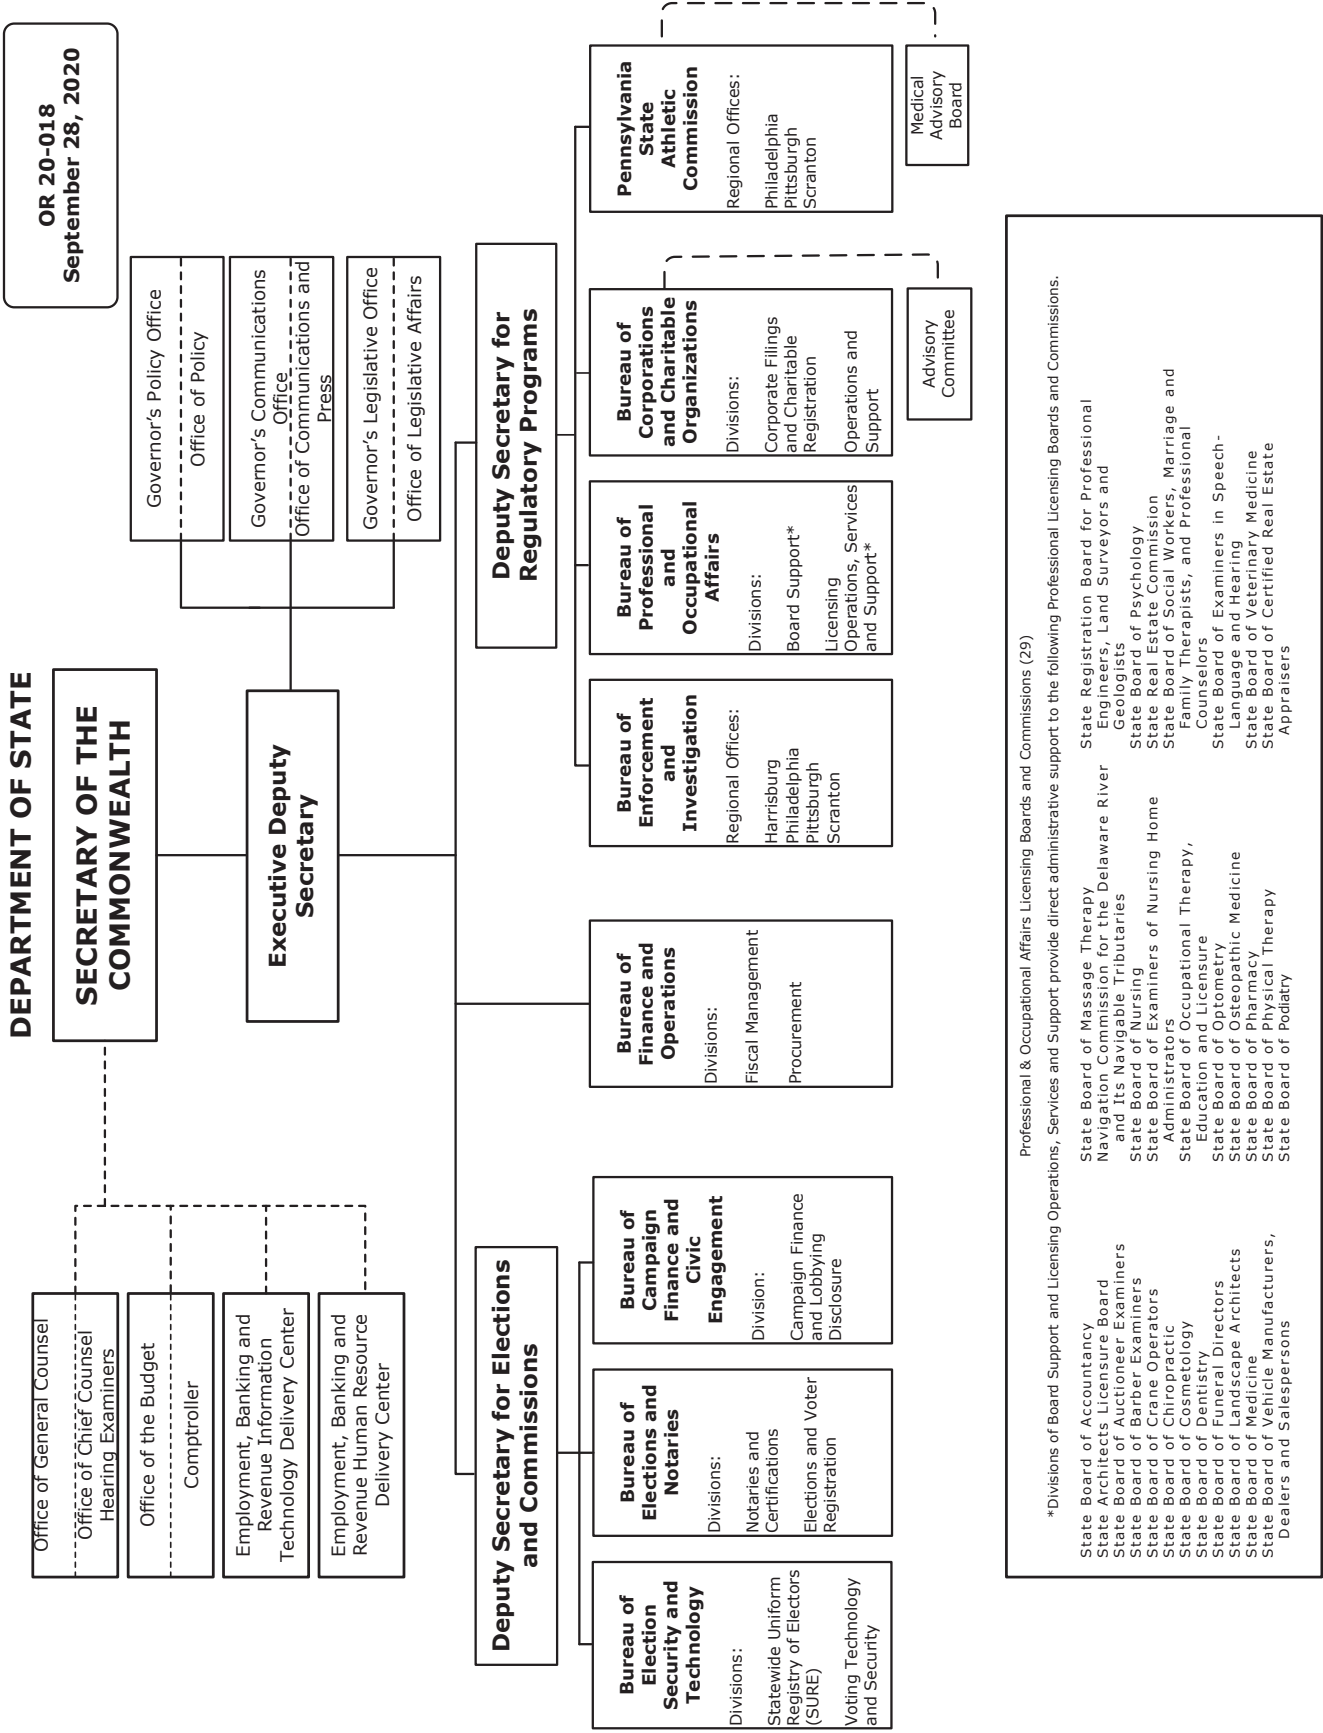 DEPARTMENT OF STATE
OR 20-018
September 28, 2020
SECRETARY OF THE
COMMONWEALTH
Office of General Counsel
Office of Chief Counsel
Hearing Examiners
Office of the Budget
Comptroller
Employment, Banking and
Revenue Information
Technology Delivery Center
Employment, Banking and
Revenue Human Resource
Delivery Center
Executive Deputy
Secretary
Governor's Policy Office
Office of Policy
Governor's Communications
Office
Office of Communications and
Press
Governor's Legislative Office
Office of Legislative Affairs
Deputy Secretary for Elections
and Commissions
Deputy Secretary for
Regulatory Programs
Bureau of
Election
Security and
Technology
Divisions:
Statewide Uniform
Registry of Electors
(SURE)
Voting Technology
and Security
Bureau of
Elections and
Notaries
Divisions:
Notaries and
Certifications
Elections and Voter
Registration
Bureau of
Campaign
Finance and
Civic
Engagement
Division:
Campaign Finance
and Lobbying
Disclosure
Bureau of
Finance and
Operations
Divisions:
Fiscal Management
Procurement
Bureau of
Enforcement
and
Investigation
Regional Offices:
Harrisburg
Philadelphia
Pittsburgh
Scranton
Bureau of
Professional
and
Occupational
Affairs
Divisions:
Board Support*
Licensing
Operations, Services
and Support*
Bureau of
Corporations
and Charitable
Organizations
Divisions:
Corporate Filings
and Charitable
Registration
Operations and
Support
Pennsylvania
State
Athletic
Commission
Regional Offices:
Philadelphia
Pittsburgh
Scranton
Advisory
Committee
Medical
Advisory
Board
Professional & Occupational Affairs Licensing Boards and Commissions (29)
*Divisions of Board Support and Licensing Operations, Services and Support provide direct administrative support to the following Professional Licensing Boards and Commissions.
State Board of Accountancy
State Architects Licensure Board
State Board of Auctioneer Examiners
State Board of Barber Examiners
State Board of Crane Operators
State Board of Chiropractic
State Board of Cosmetology
State Board of Dentistry
State Board of Funeral Directors
State Board of Landscape Architects
State Board of Medicine
State Board of Vehicle Manufacturers,
Dealers and Salespersons
State Board of Massage Therapy
Navigation Commission for the Delaware River
and Its Navigable Tributaries
State Board of Nursing
State Board of Examiners of Nursing Home
Administrators
State Board of Occupational Therapy,
Education and Licensure
State Board of Optometry
State Board of Osteopathic Medicine
State Board of Pharmacy
State Board of Physical Therapy
State Board of Podiatry
State Registration Board for Professional
Engineers, Land Surveyors and
Geologists
State Board of Psychology
State Real Estate Commission
State Board of Social Workers, Marriage and
Family Therapists, and Professional
Counselors
State Board of Examiners in Speech-
Language and Hearing
State Board of Veterinary Medicine
State Board of Certified Real Estate
Appraisers